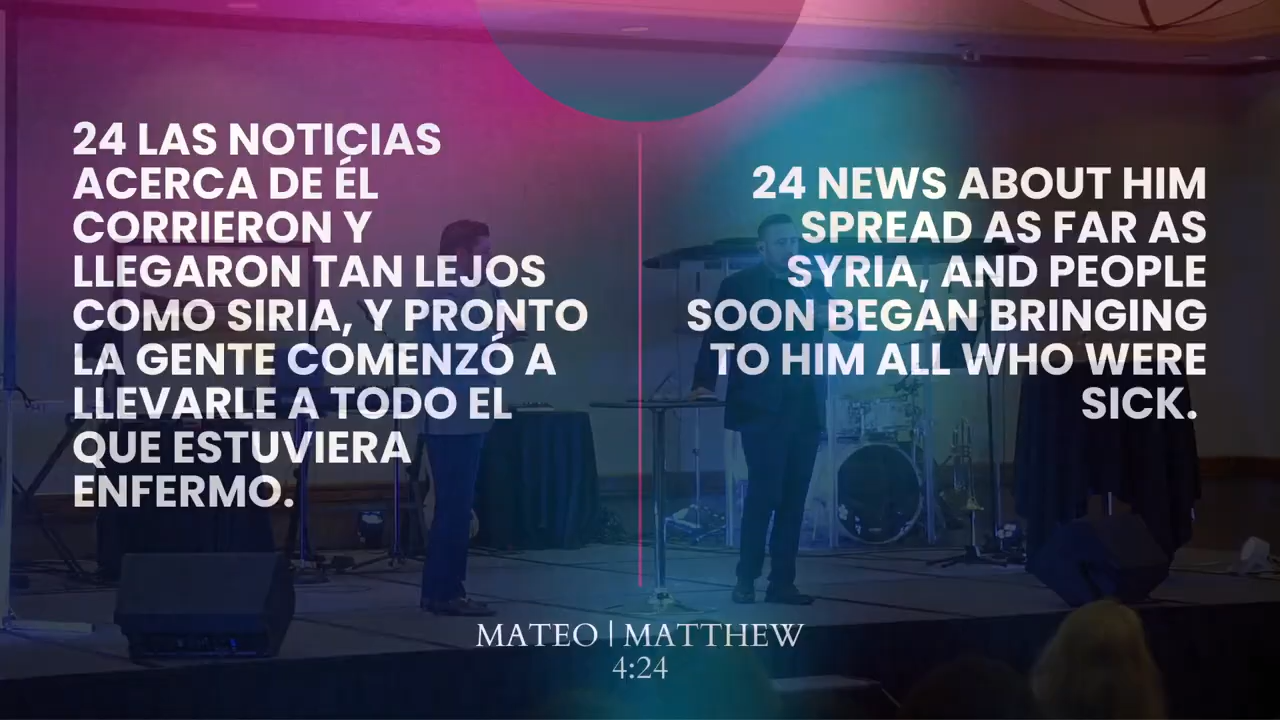 24 LAS NOTICIAS
ACERCA DE ÉL
CORRIERON Y
LLEGARON TAN LEJOS
COMO SIRIA, Y PRONTO
LA GENTE COMENZÓ A
LLEVARLE A TODO EL
QUE ESTUVIERA
ENFERMO.
24 NEWS ABOUT HIM
SPREAD AS FAR AS
SYRIA, AND PEOPLE
SOON BEGAN BRINGING
TO HIM ALL WHO WERE
SICK.
MATEO | MATTHEW
4:24